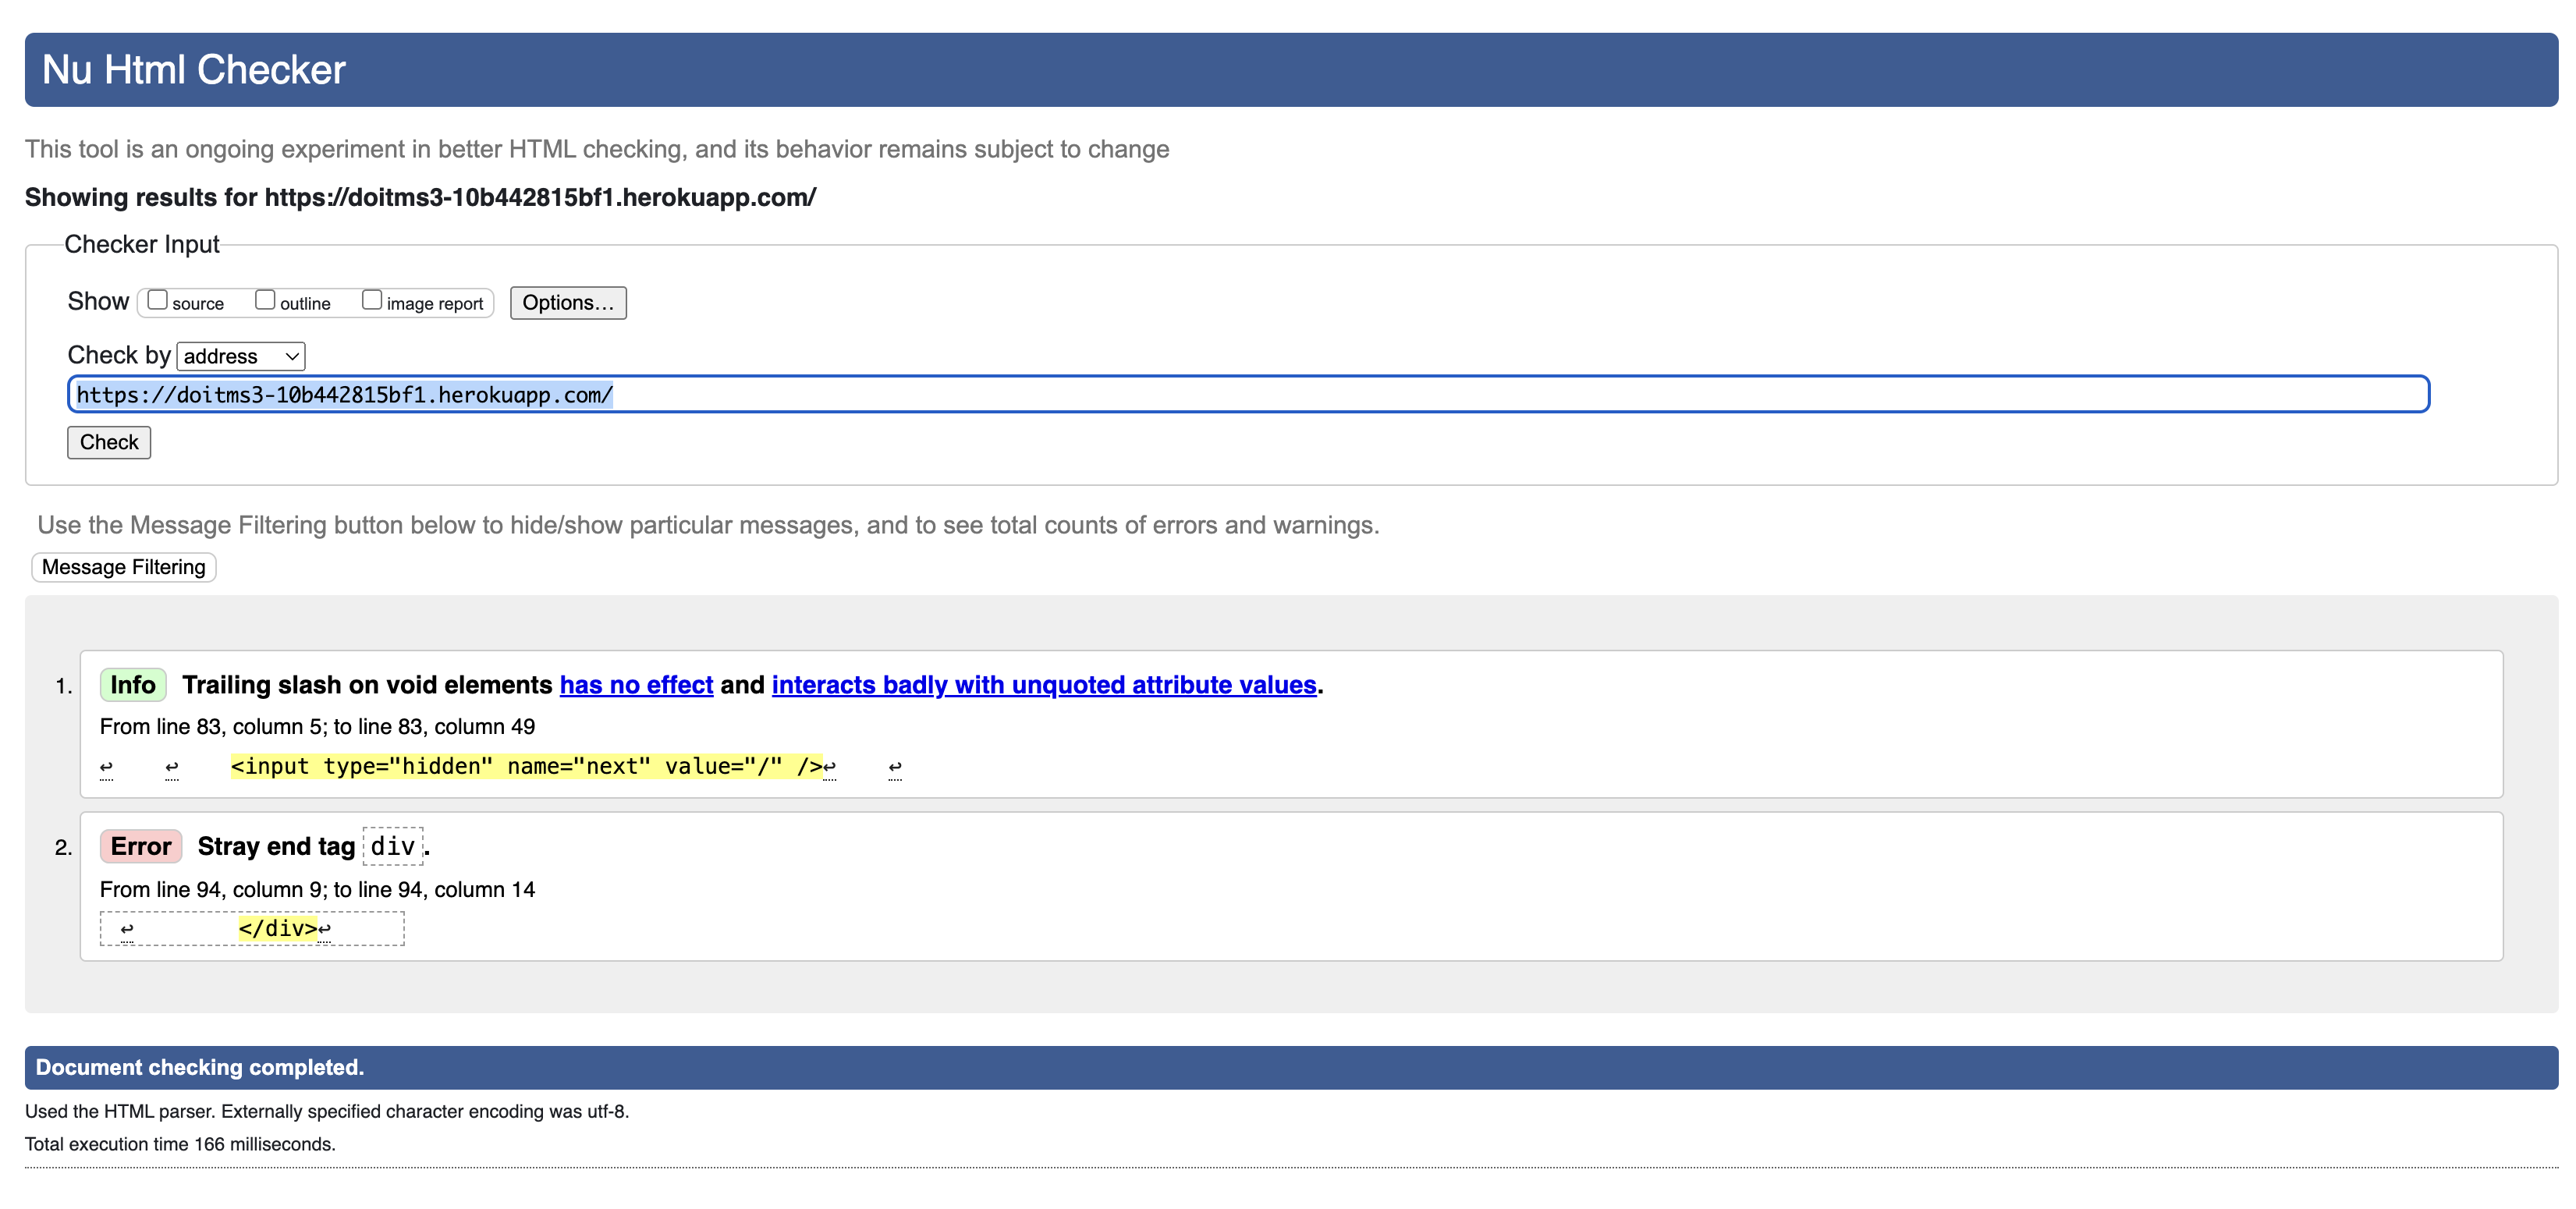 Nu Html Checker
This tool is an ongoing experiment in better HTML checking, and its behavior remains subject to change
Showing results for https://doitms3-10b442815bf1.herokuapp.com/
Checker Input
Show source outline image report Options...
Check by address
https://doitms3-10b442815bf1.herokuapp.com/
Check
Use the Message Filtering button below to hide/show particular messages, and to see total counts of errors and warnings.
Message Filtering
1. Info Trailing slash on void elements has no effect and interacts badly with unquoted attribute values.
From line 83, column 5; to line 83, column 49
↩ ↩ <input type="hidden" name="next" value="/" />↩ ↩
2. Error Stray end tag div.
From line 94, column 9; to line 94, column 14
↩ </div>↩
Document checking completed.
Used the HTML parser. Externally specified character encoding was utf-8.
Total execution time 166 milliseconds.